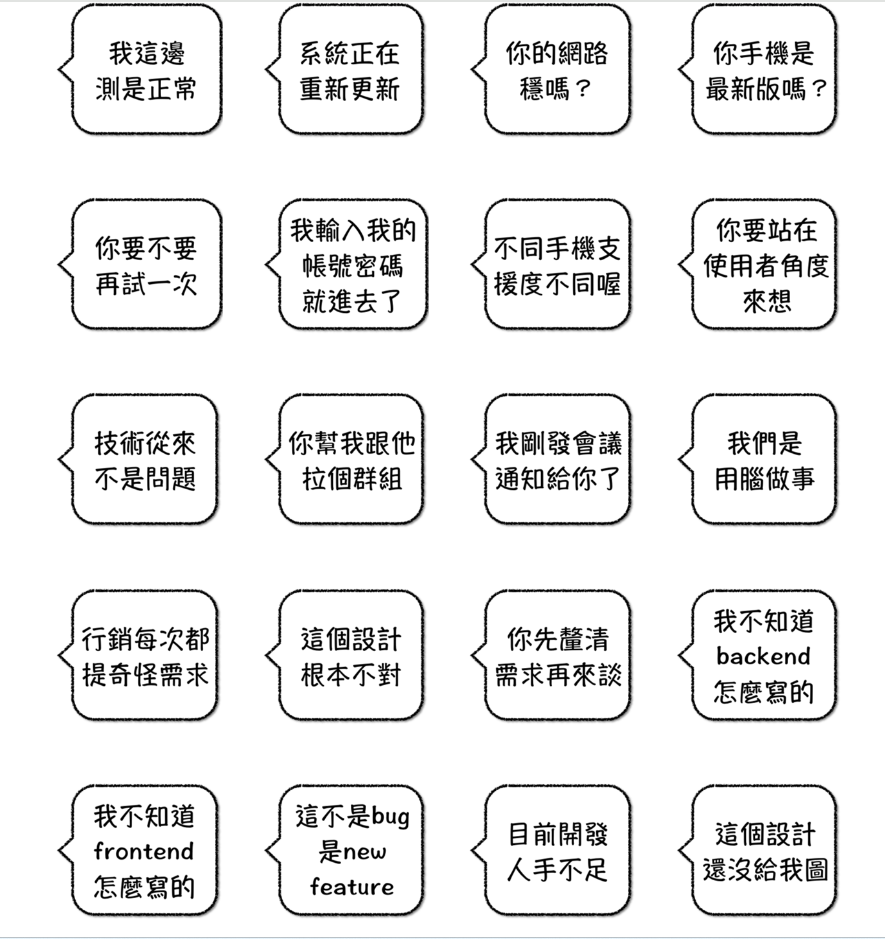 我這邊
測是正常
系統正在
重新更新
你的網路
穩嗎？
你手機是
最新版嗎？
你要不要
再試一次
我輸入我的
帳號密碼
就進去了
不同手機支
援度不同喔
你要站在
使用者角度
來想
技術從來
不是問題
你幫我跟他
拉個群組
我剛發會議
通知給你了
我們是
用腦做事
行銷每次都
提奇怪需求
這個設計
根本不對
你先釐清
需求再來談
我不知道
backend
怎麼寫的
我不知道
frontend
怎麼寫的
這不是bug
是new
feature
目前開發
人手不足
這個設計
還沒給我圖